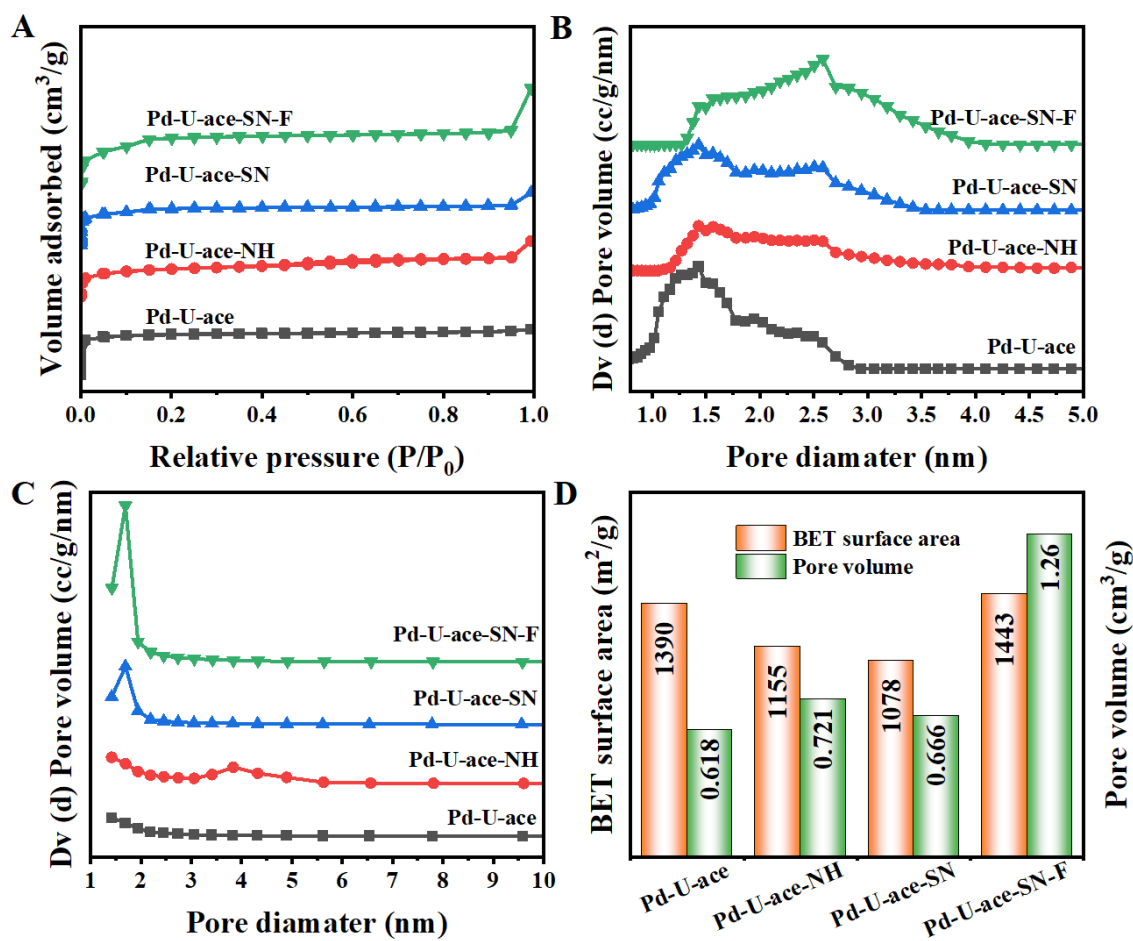 A
Volume adsorbed (cm³/g)
Pd-U-ace-SN-F
Pd-U-ace-SN
Pd-U-ace-NH
Pd-U-ace
0.0 0.2 0.4 0.6 0.8 1.0
Relative pressure (P/P₀)
B
Dv (d) Pore volume (cc/g/nm)
Pd-U-ace-SN-F
Pd-U-ace-SN
Pd-U-ace-NH
Pd-U-ace
1.0 1.5 2.0 2.5 3.0 3.5 4.0 4.5 5.0
Pore diamater (nm)
C
Dv (d) Pore volume (cc/g/nm)
Pd-U-ace-SN-F
Pd-U-ace-SN
Pd-U-ace-NH
Pd-U-ace
1 2 3 4 5 6 7 8 9 10
Pore diamater (nm)
D
BET surface area (m²/g)
BET surface area
Pore volume
1390
0.618
1155
0.721
1078
0.666
1443
1.26
Pore volume (cm³/g)
Pd-U-ace
Pd-U-ace-NH
Pd-U-ace-SN
Pd-U-ace-SN-F